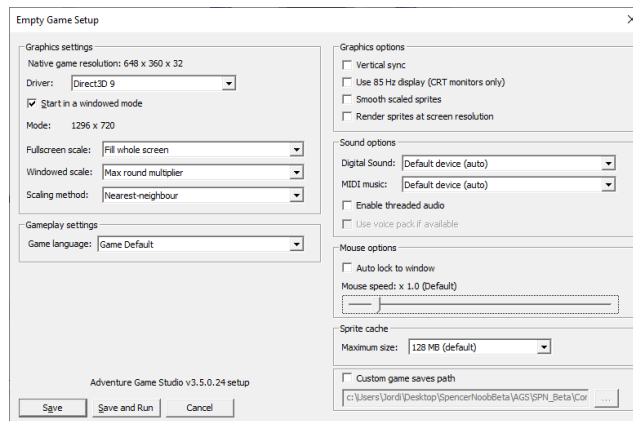 Empty Game Setup
Graphics settings
Native game resolution: 648 x 360 x 32
Driver: Direct3D 9
Start in a windowed mode
Mode: 1296 x 720
Fullscreen scale: Fill whole screen
Windowed scale: Max round multiplier
Scaling method: Nearest-neighbour
Gameplay settings
Game language: Game Default
Adventure Game Studio v3.5.0.24 setup
Save
Save and Run
Cancel
Graphics options
Vertical sync
Use 85 Hz display (CRT monitors only)
Smooth scaled sprites
Render sprites at screen resolution
Sound options
Digital Sound: Default device (auto)
MIDI music: Default device (auto)
Enable threaded audio
Use voice pack if available
Mouse options
Auto lock to window
Mouse speed: x 1.0 (Default)
Sprite cache
Maximum size: 128 MB (default)
Custom game saves path
c:\Users\Jordi\Desktop\SpencerNoobBeta\AGS\SPN_Beta\Cor
...